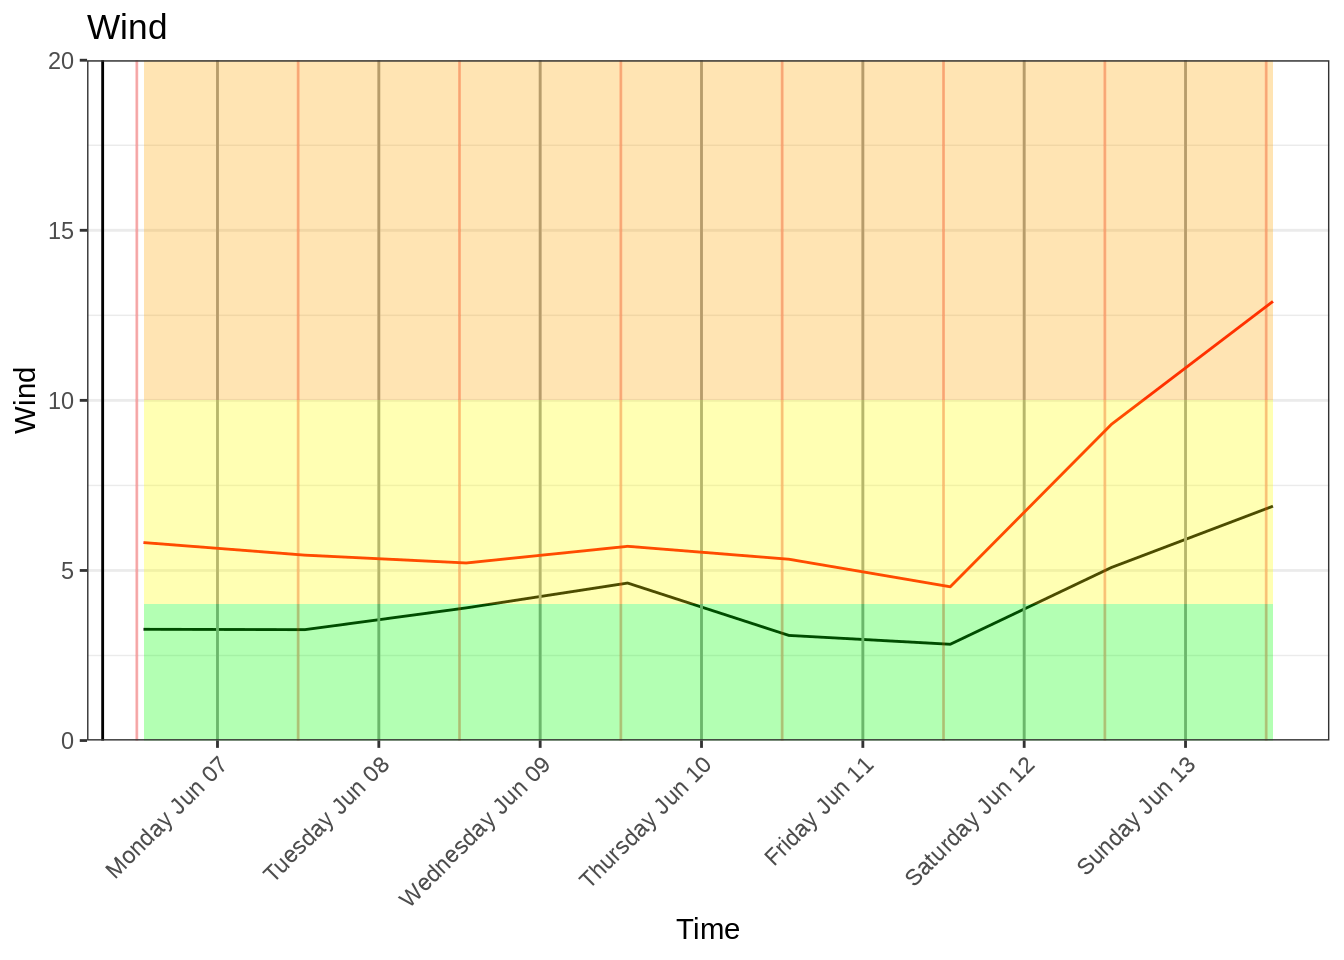 Wind
20
15
10
5
0
Wind
Monday Jun 07
Tuesday Jun 08
Wednesday Jun 09
Thursday Jun 10
Friday Jun 11
Saturday Jun 12
Sunday Jun 13
Time